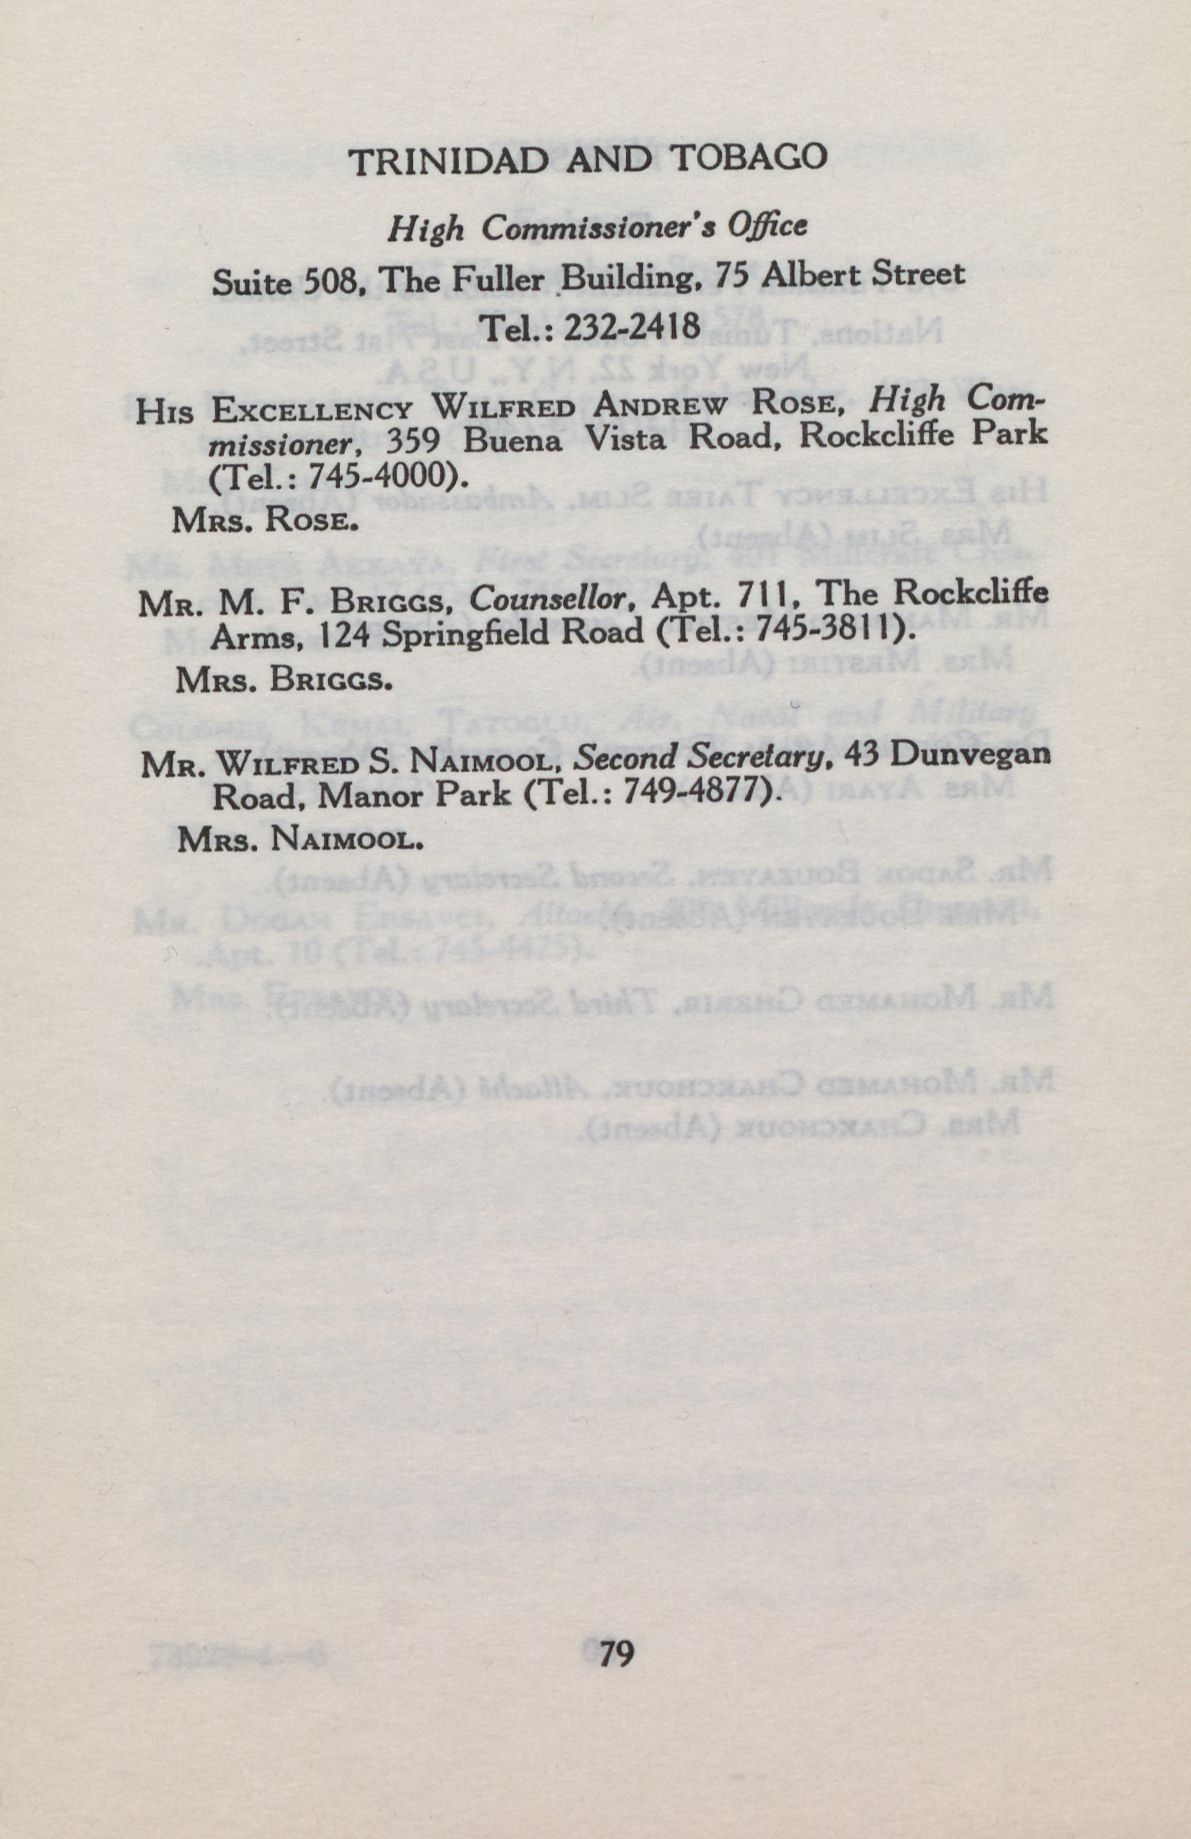 TRINIDAD AND TOBAGO
High Commissioner's Office
Suite 508, The Fuller Building, 75 Albert Street
Tel.: 232-2418
HIS EXCELLENCY WILFRED ANDREW ROSE, High Com-
missioner, 359 Buena Vista Road, Rockcliffe Park
(Tel.: 745-4000).
MRS. ROSE.
MR. M. F. BRIGGS, Counsellor, Apt. 711, The Rockcliffe
Arms, 124 Springfield Road (Tel.: 745-3811).
MRS. BRIGGS.
MR. WILFRED S. NAIMOOL, Second Secretary, 43 Dunvegan
Road, Manor Park (Tel.: 749-4877).
MRS. NAIMOOL.
79